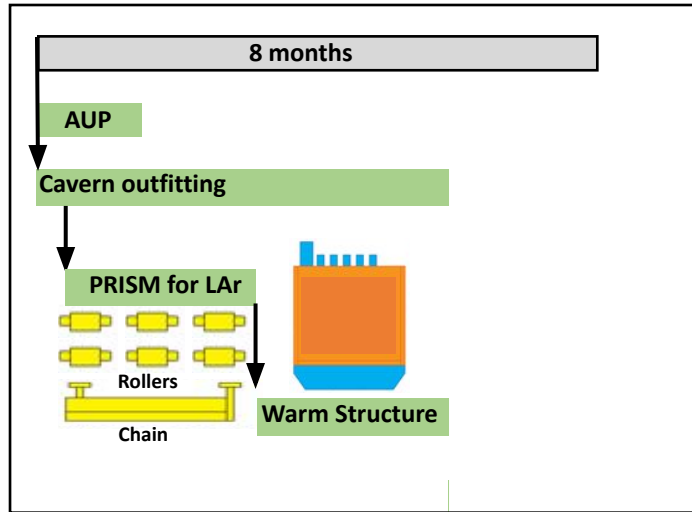 8 months
AUP
Cavern outfitting
PRISM for LAr
Rollers
Warm Structure
Chain